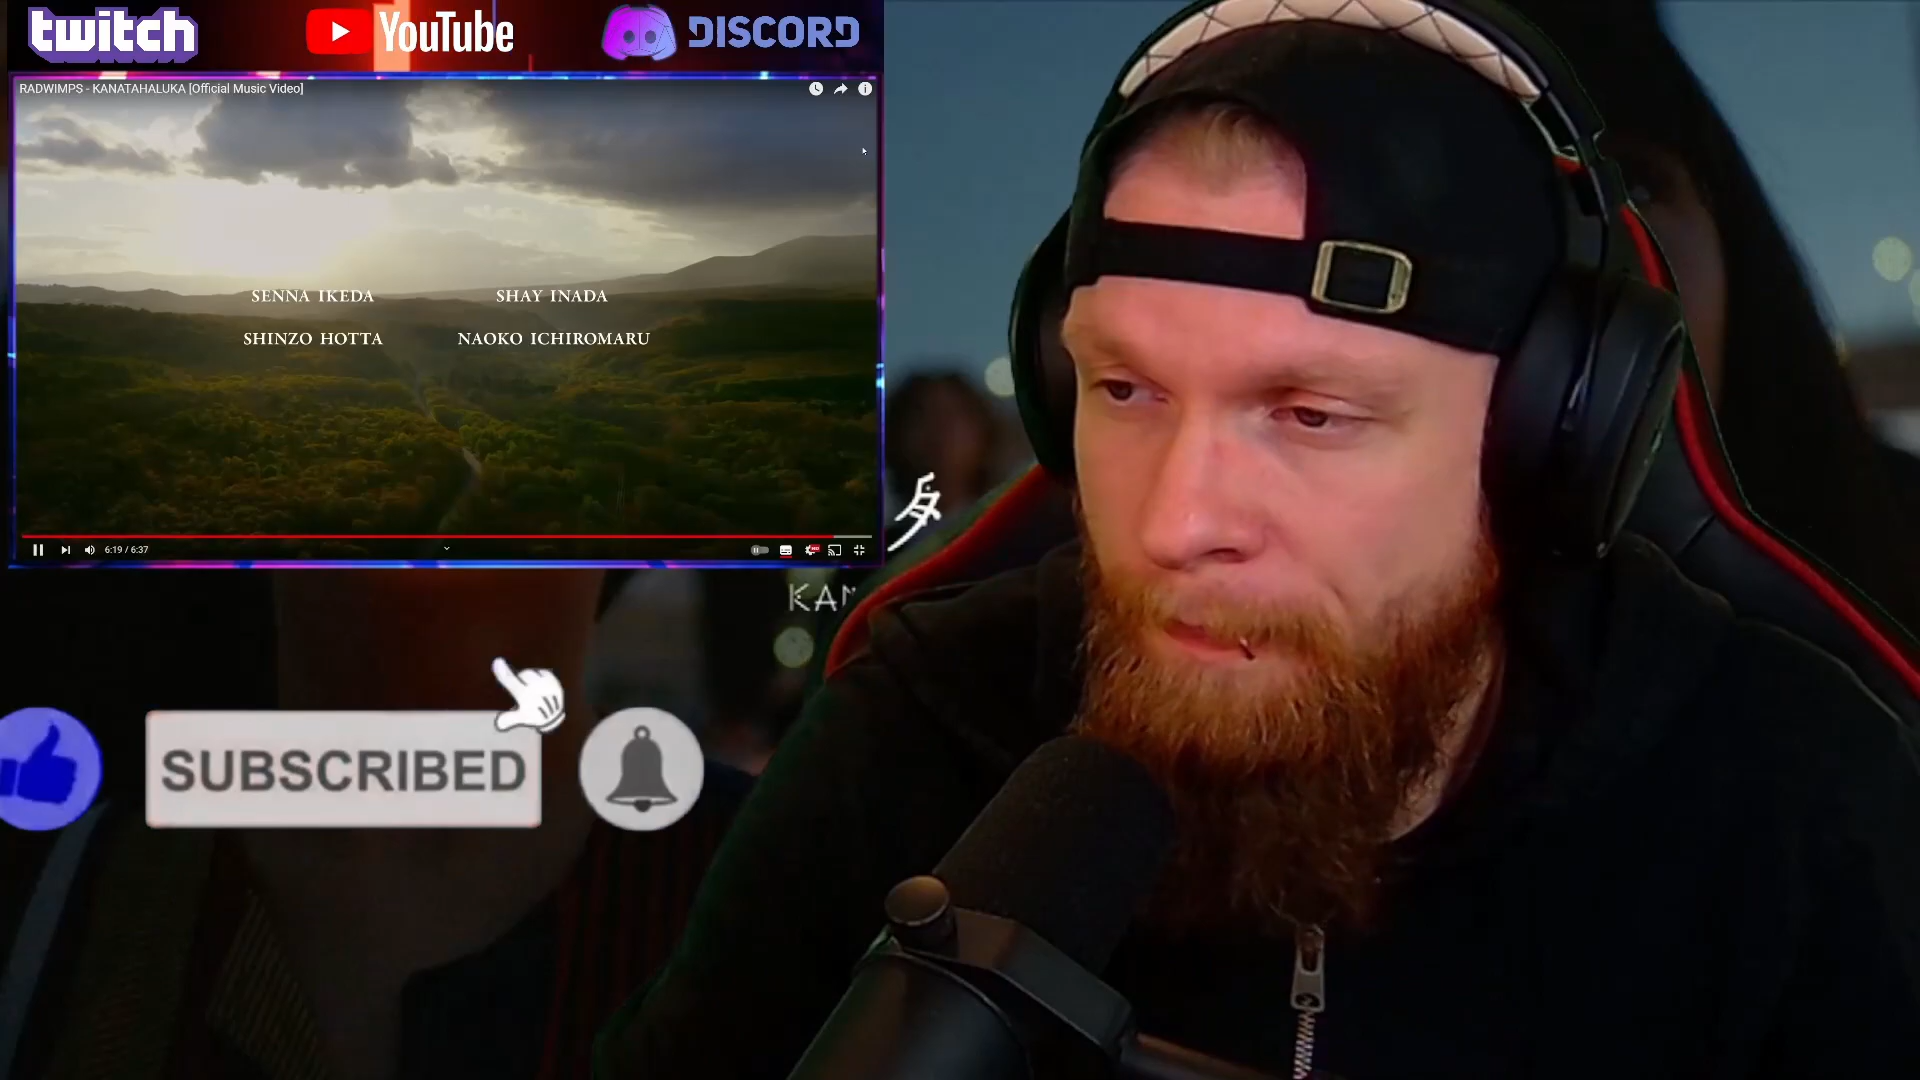 twitch
YouTube
DISCORD
RADWIMPS - KANATAHALUKA [Official Music Video]
SENNA IKEDA
SHAY INADA
SHINZO HOTTA
NAOKO ICHIROMARU
6:19 / 6:37
KAN
SUBSCRIBED